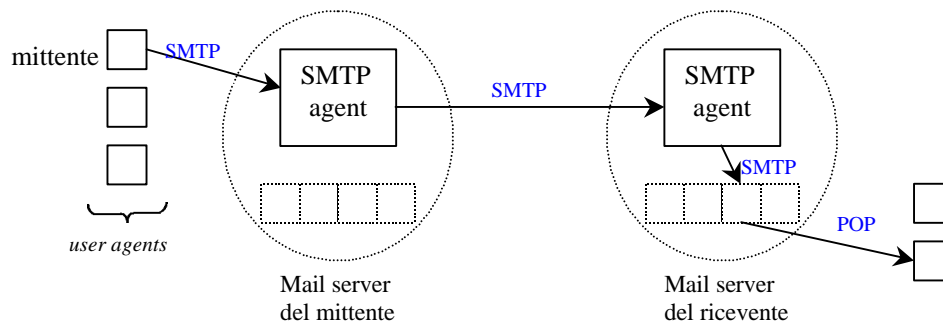 mittente
SMTP
SMTP
agent
SMTP
SMTP
agent
SMTP
POP
user agents
Mail server
del mittente
Mail server
del ricevente